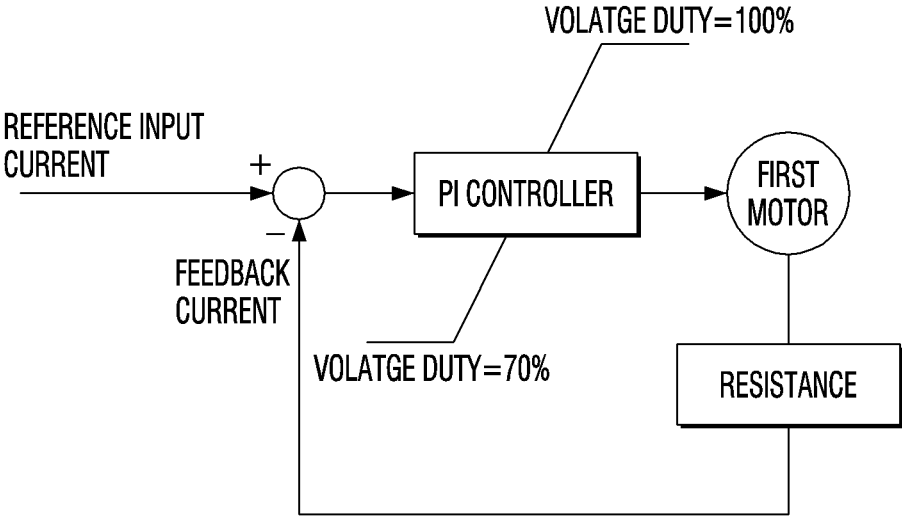 VOLATGE DUTY=100%
REFERENCE INPUT
CURRENT
+
PI CONTROLLER
FIRST
MOTOR
−
FEEDBACK
CURRENT
VOLATGE DUTY=70%
RESISTANCE